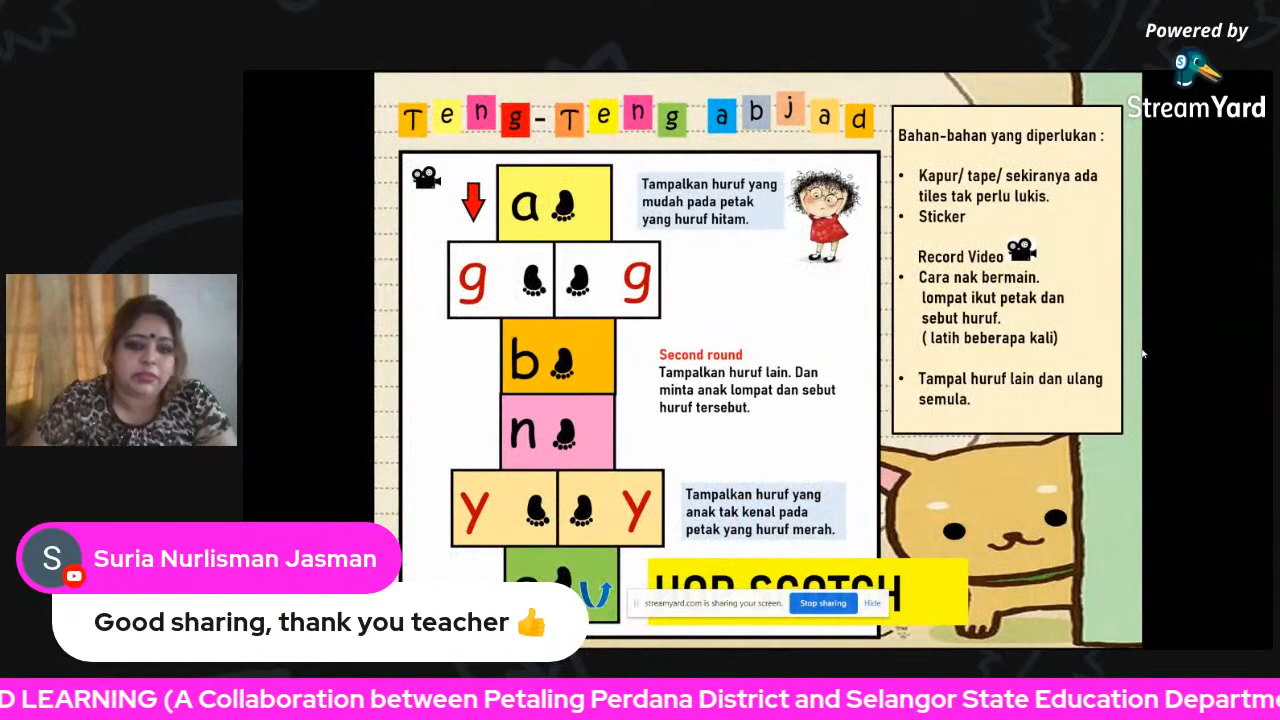 Powered by
StreamYard
Teng-Teng abjad
Bahan-bahan yang diperlukan :
• Kapur/ tape/ sekiranya ada
tiles tak perlu lukis.
• Sticker
Record Video
• Cara nak bermain.
lompat ikut petak dan
sebut huruf.
( latih beberapa kali)
• Tampal huruf lain dan ulang
semula.
a
Tampalkan huruf yang
mudah pada petak
yang huruf hitam.
g g
b
Second round
Tampalkan huruf lain. Dan
minta anak lompat dan sebut
huruf tersebut.
n
y y
Tampalkan huruf yang
anak tak kenal pada
petak yang huruf merah.
streamyard.com is sharing your screen.
Stop sharing
Hide
S
Suria Nurlisman Jasman
Good sharing, thank you teacher 👍
D LEARNING (A Collaboration between Petaling Perdana District and Selangor State Education Departme